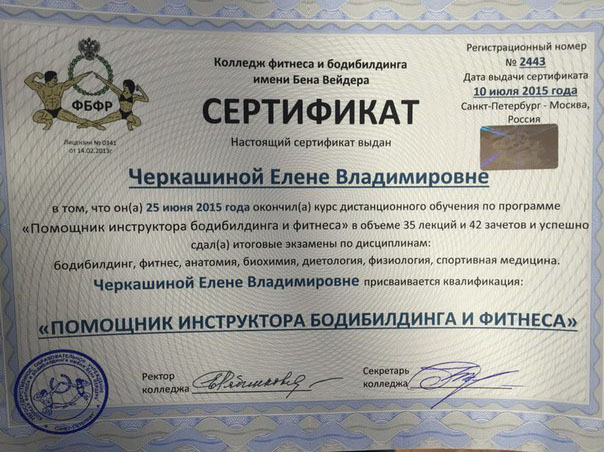 Колледж фитнеса и бодибилдинга
имени Бена Вейдера
СЕРТИФИКАТ
Регистрационный номер
№ 2443
Дата выдачи сертификата
10 июля 2015 года
Санкт-Петербург - Москва,
Россия
ФБФР
Лицензия № 0341
от 14.02.2013г
Настоящий сертификат выдан
Черкашиной Елене Владимировне
в том, что он(а) 25 июня 2015 года окончил(а) курс дистанционного обучения по программе
«Помощник инструктора бодибилдинга и фитнеса» в объеме 35 лекций и 42 зачетов и успешно
сдал(а) итоговые экзамены по дисциплинам:
бодибилдинг, фитнес, анатомия, биохимия, диетология, физиология, спортивная медицина.
Черкашиной Елене Владимировне присваивается квалификация:
«ПОМОЩНИК ИНСТРУКТОРА БОДИБИЛДИНГА И ФИТНЕСА»
Ректор
колледжа
Секретарь
колледжа